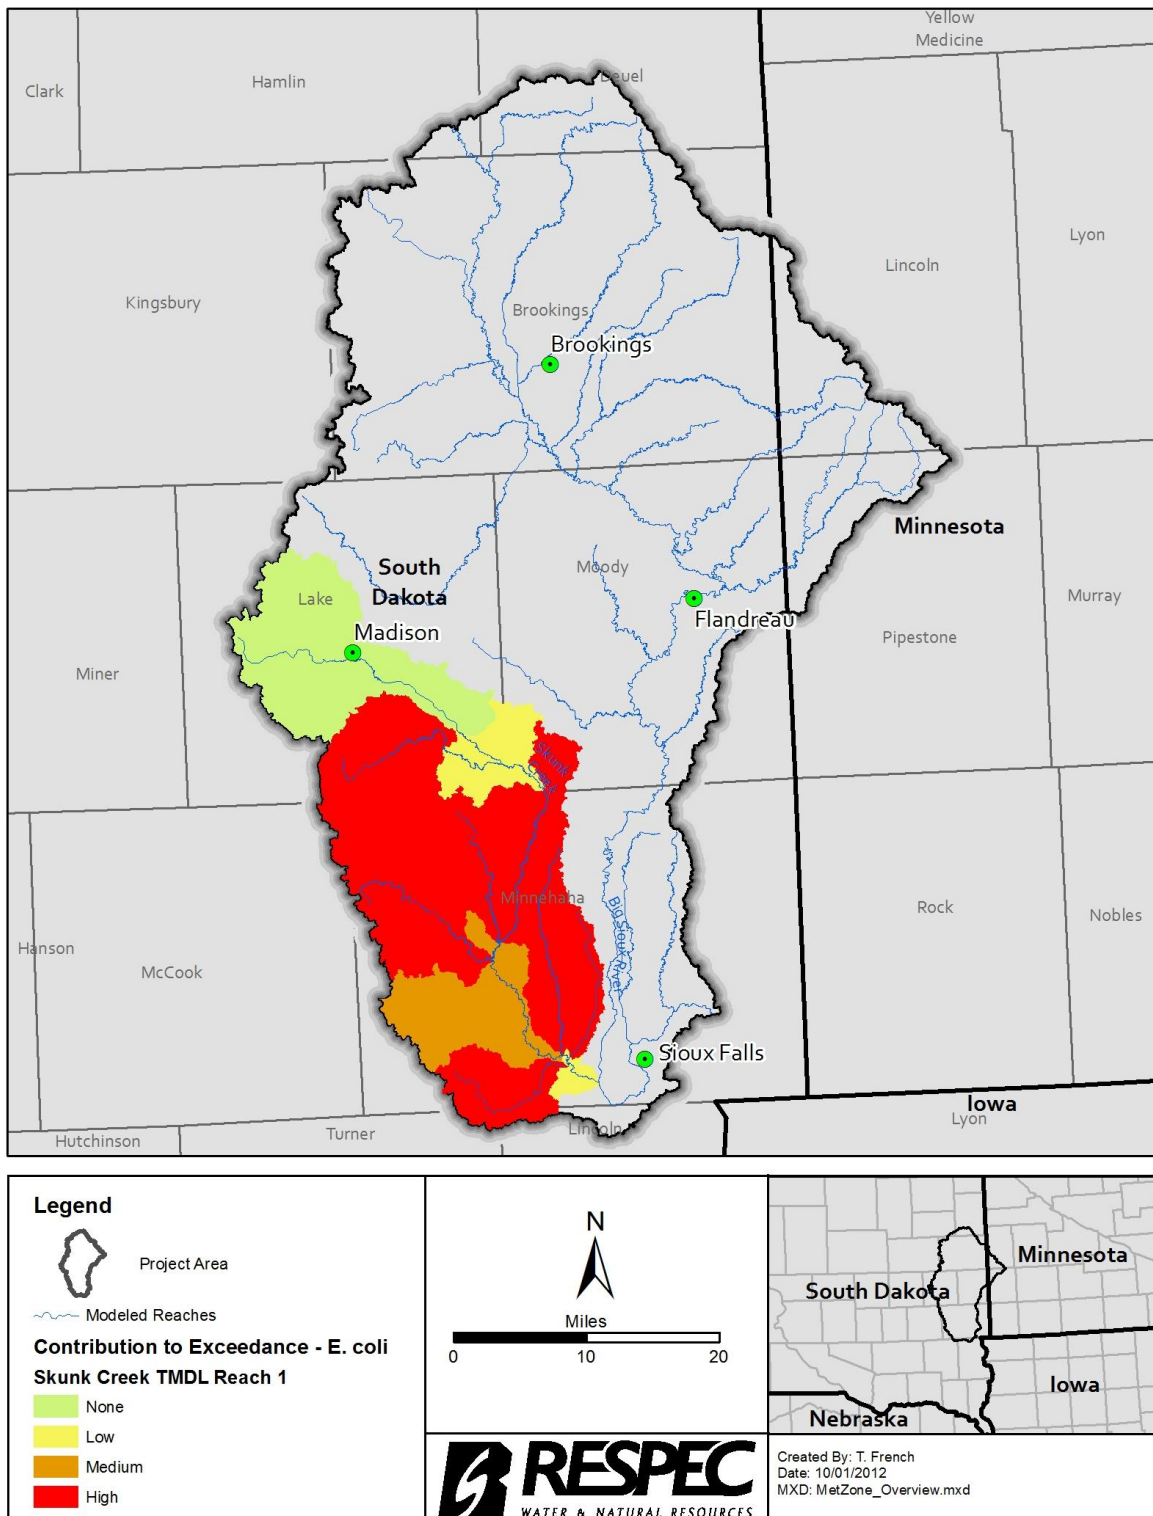 Yellow
Medicine
Clark
Hamlin
Deuel
Lyon
Lincoln
Kingsbury
Brookings
Brookings
Minnesota
South
Dakota
Moody
Lake
Murray
Flandreau
Madison
Pipestone
Miner
Skunk
Creek
Minnehaha
Rock
Nobles
Big Sioux River
Hanson
McCook
Sioux Falls
Iowa
Lyon
Hutchinson
Turner
Lincoln
Legend
Project Area
Modeled Reaches
Contribution to Exceedance - E. coli
Skunk Creek TMDL Reach 1
None
Low
Medium
High
N
Miles
0 10 20
RESPEC
WATER & NATURAL RESOURCES
Minnesota
South Dakota
Iowa
Nebraska
Created By: T. French
Date: 10/01/2012
MXD: MetZone_Overview.mxd